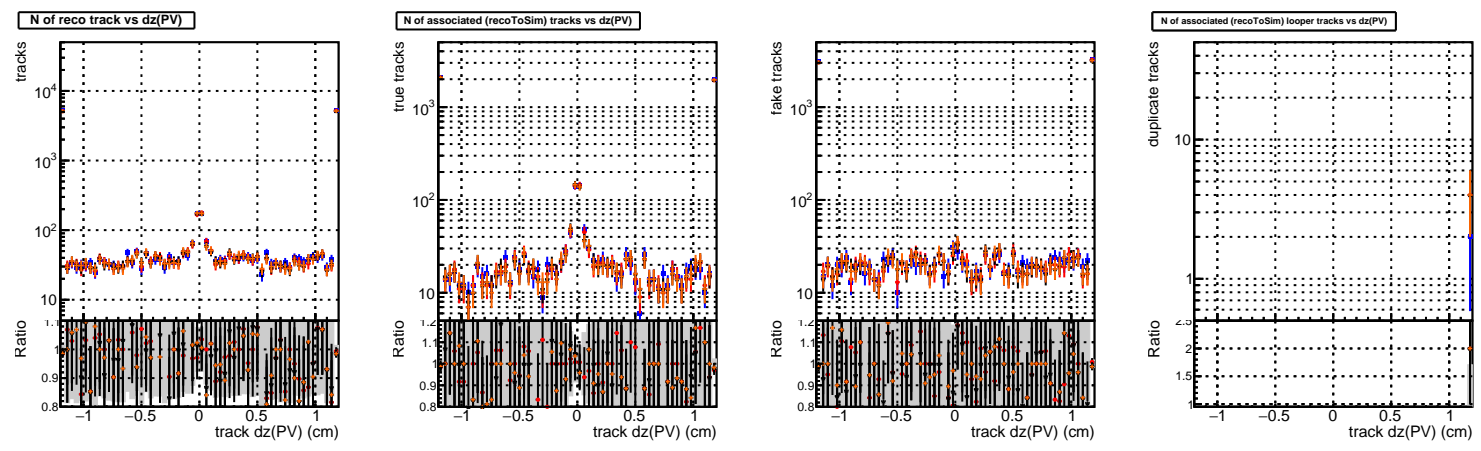 N of reco track vs dz(PV)
tracks
10^4
10^3
10^2
10
Ratio
1.1
1
0.9
0.8
−1 −0.5 0 0.5 1
track dz(PV) (cm)
N of associated (recoToSim) tracks vs dz(PV)
true tracks
10^3
10^2
10
Ratio
1.2
1.1
1
0.9
0.8
−1 −0.5 0 0.5 1
track dz(PV) (cm)
fake tracks
10^3
10^2
10
Ratio
1.2
1.1
1
0.9
0.8
−1 −0.5 0 0.5 1
track dz(PV) (cm)
N of associated (recoToSim) looper tracks vs dz(PV)
duplicate tracks
10
1
Ratio
2.5
2
1.5
1
−1 −0.5 0 0.5 1
track dz(PV) (cm)